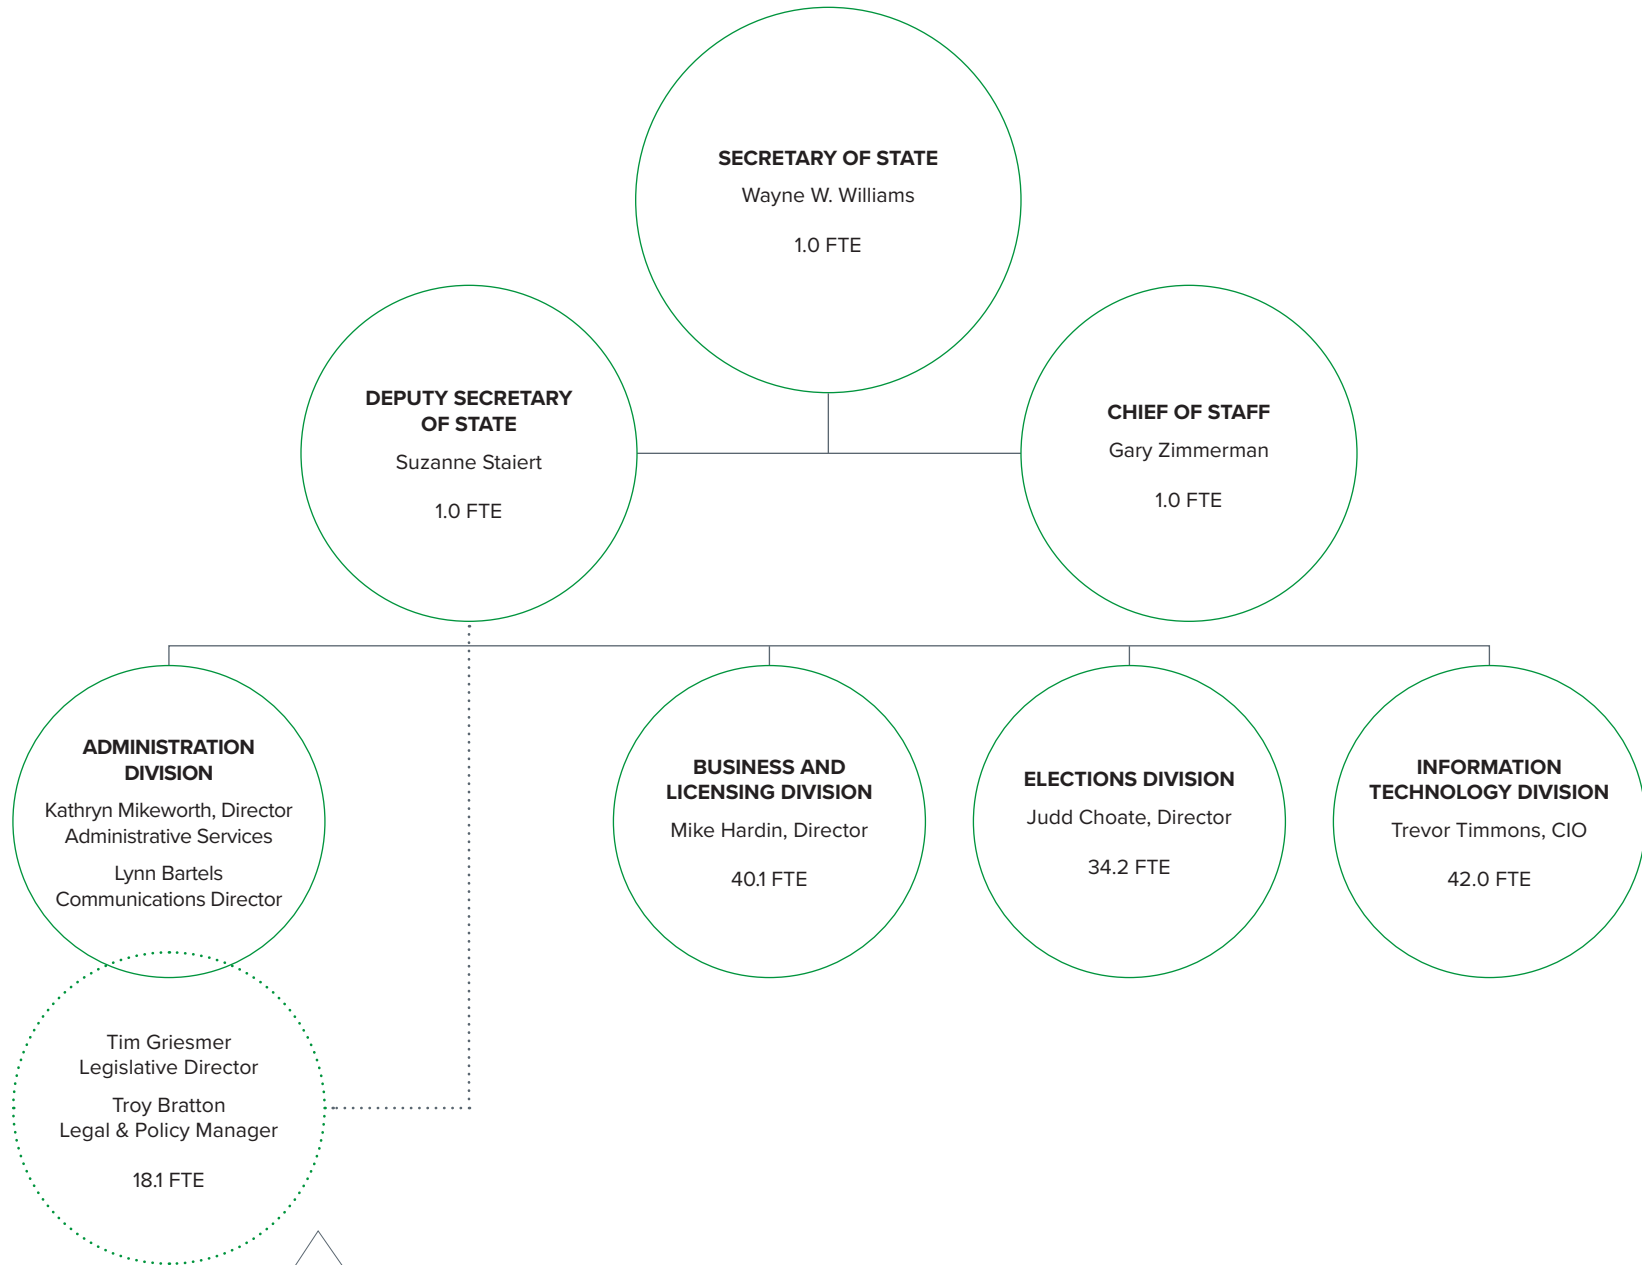 SECRETARY OF STATE
Wayne W. Williams
1.0 FTE
DEPUTY SECRETARY
OF STATE
Suzanne Staiert
1.0 FTE
CHIEF OF STAFF
Gary Zimmerman
1.0 FTE
ADMINISTRATION
DIVISION
Kathryn Mikeworth, Director
Administrative Services
Lynn Bartels
Communications Director
Tim Griesmer
Legislative Director
Troy Bratton
Legal & Policy Manager
18.1 FTE
BUSINESS AND
LICENSING DIVISION
Mike Hardin, Director
40.1 FTE
ELECTIONS DIVISION
Judd Choate, Director
34.2 FTE
INFORMATION
TECHNOLOGY DIVISION
Trevor Timmons, CIO
42.0 FTE